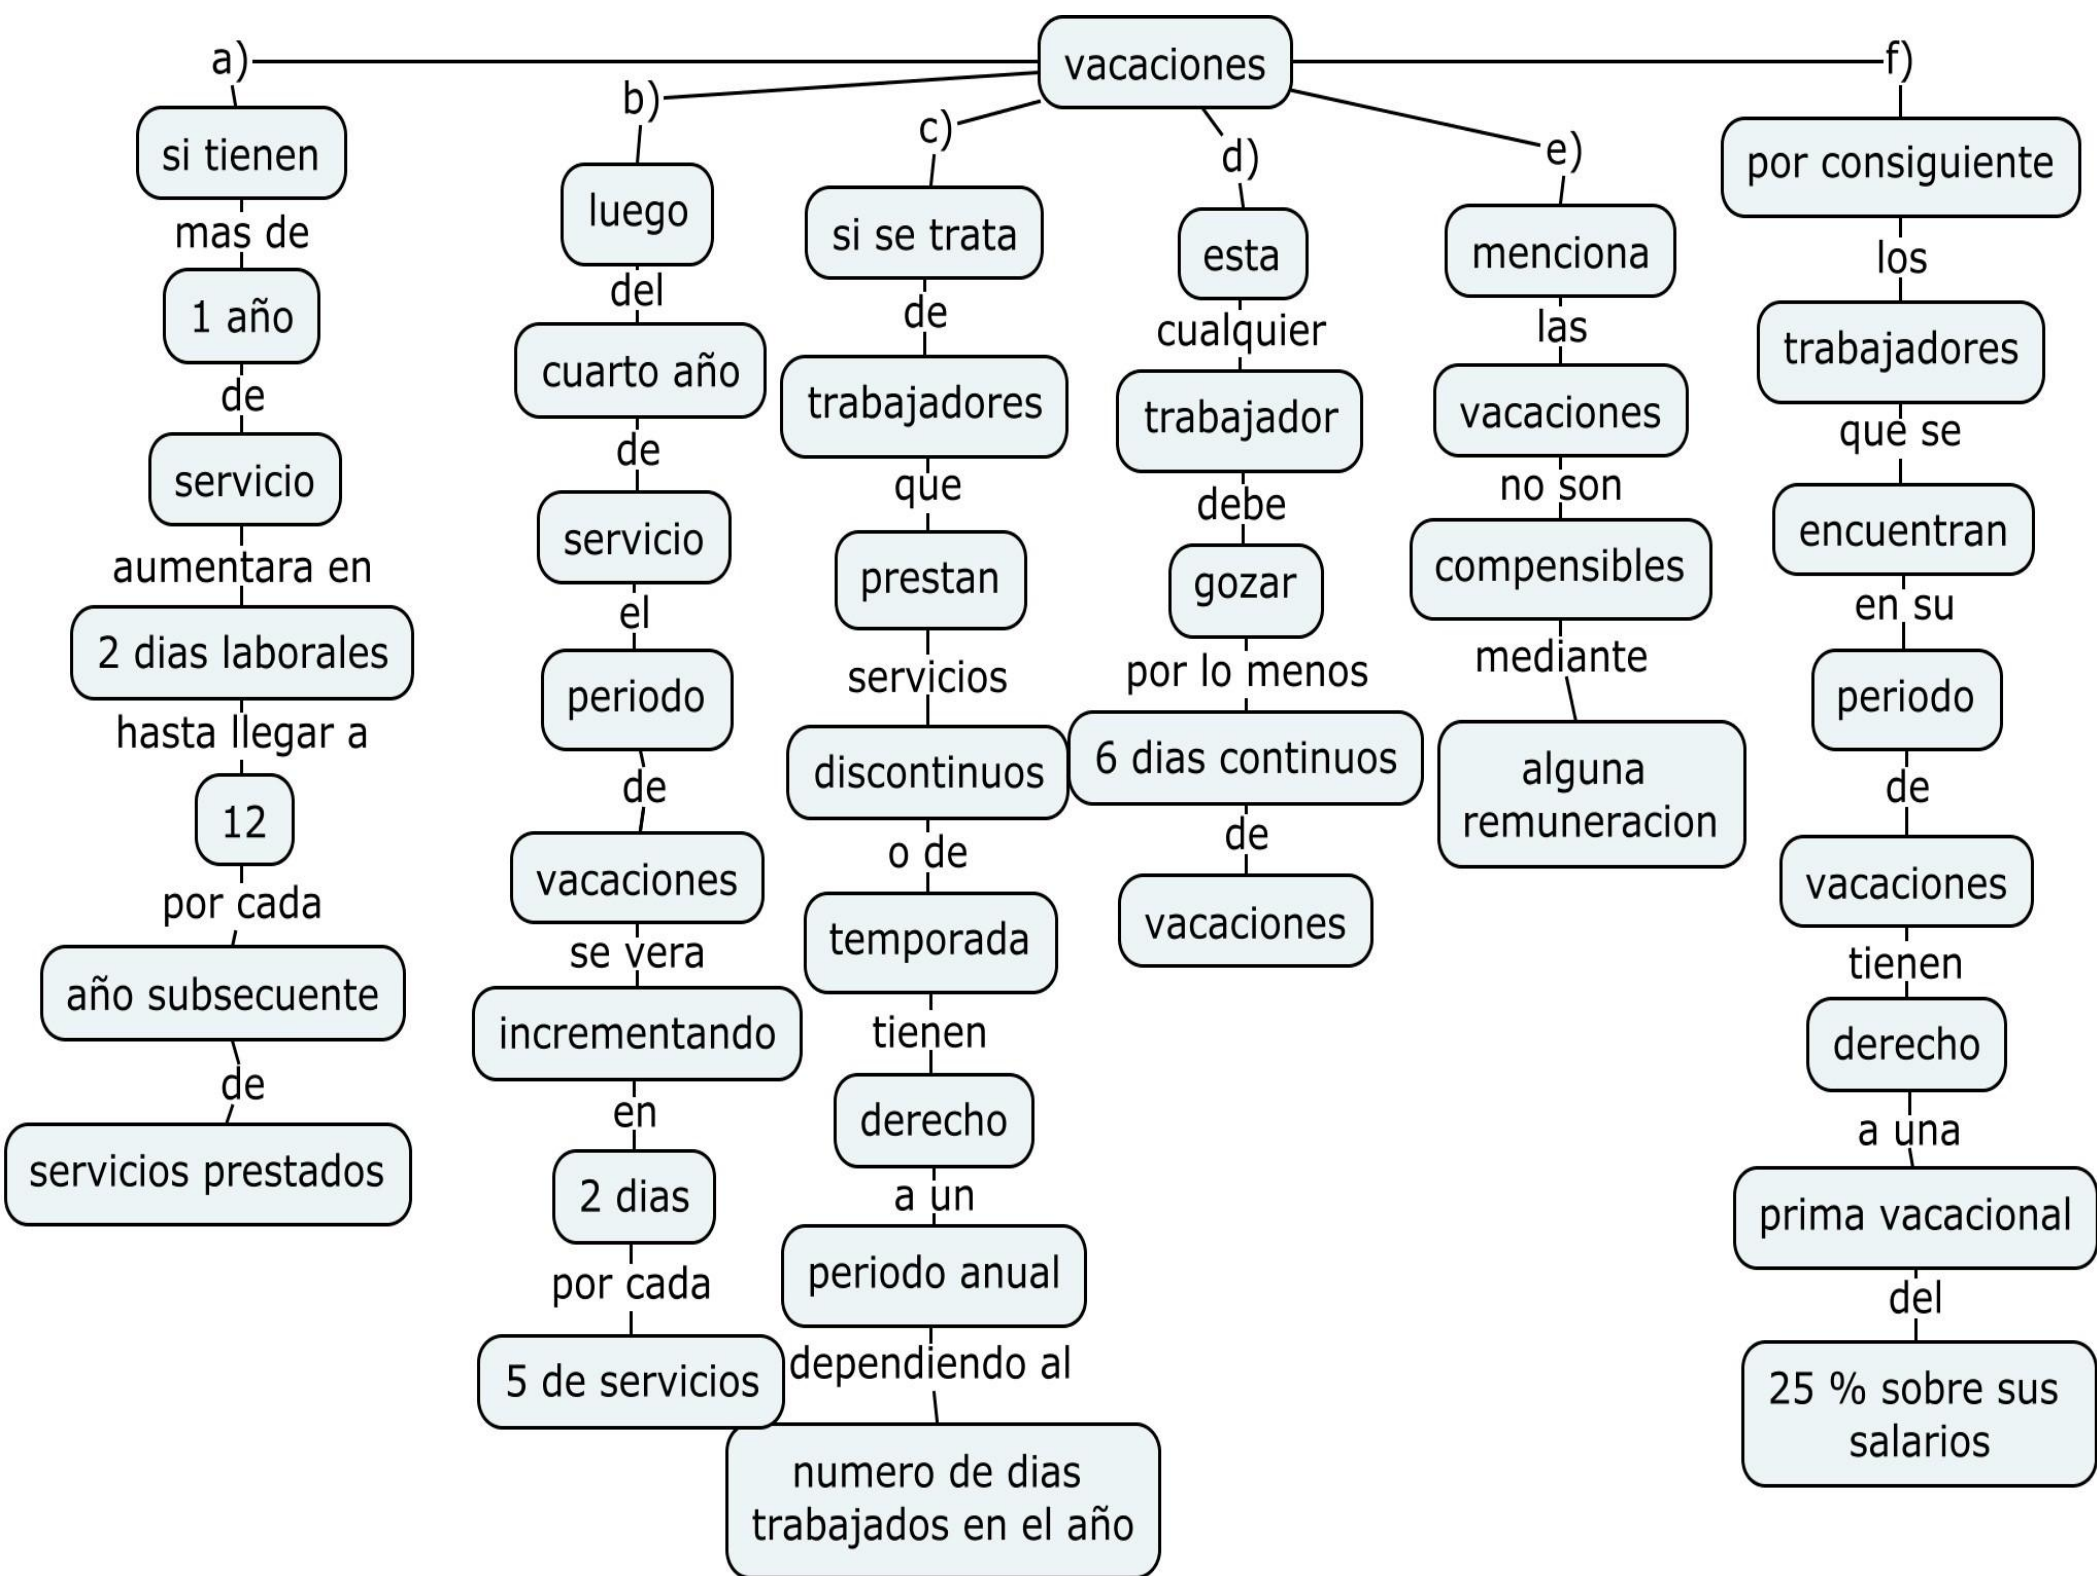 vacaciones
a)
si tienen
mas de
1 año
de
servicio
aumentara en
2 dias laborales
hasta llegar a
12
por cada
año subsecuente
de
servicios prestados
b)
luego
del
cuarto año
de
servicio
el
periodo
de
vacaciones
se vera
incrementando
en
2 dias
por cada
5 de servicios
c)
si se trata
de
trabajadores
que
prestan
servicios
discontinuos
o de
temporada
tienen
derecho
a un
periodo anual
dependiendo al
numero de dias
trabajados en el año
d)
esta
cualquier
trabajador
debe
gozar
por lo menos
6 dias continuos
de
vacaciones
e)
menciona
las
vacaciones
no son
compensibles
mediante
alguna
remuneracion
f)
por consiguiente
los
trabajadores
que se
encuentran
en su
periodo
de
vacaciones
tienen
derecho
a una
prima vacacional
del
25 % sobre sus
salarios